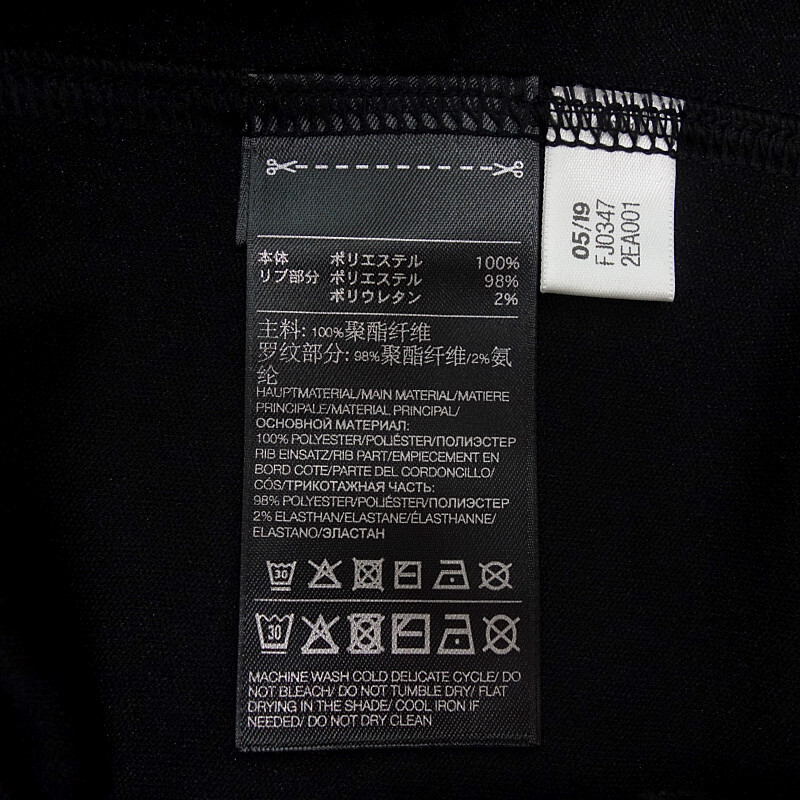 本体 ポリエステル 100%
リブ部分 ポリエステル 98%
ポリウレタン 2%
主料: 100%聚酯纤维
罗纹部分: 98%聚酯纤维/2%氨
纶
HAUPTMATERIAL/MAIN MATERIAL/MATIERE
PRINCIPALE/MATERIAL PRINCIPAL/
ОСНОВНОЙ МАТЕРИАЛ:
100% POLYESTER/POLIÉSTER/ПОЛИЭСТЕР
RIB EINSATZ/RIB PART/EMPIECEMENT EN
BORD COTE/PARTE DEL CORDONCILLO/
CÓS/ТРИКОТАЖНАЯ ЧАСТЬ:
98% POLYESTER/POLIÉSTER/ПОЛИЭСТЕР
2% ELASTHAN/ELASTANE/ÉLASTHANNE/
ELASTANO/ЭЛАСТАН
30
30
MACHINE WASH COLD DELICATE CYCLE/ DO
NOT BLEACH/ DO NOT TUMBLE DRY/ FLAT
DRYING IN THE SHADE/ COOL IRON IF
NEEDED/ DO NOT DRY CLEAN
05/19
FJ0347
2EA001